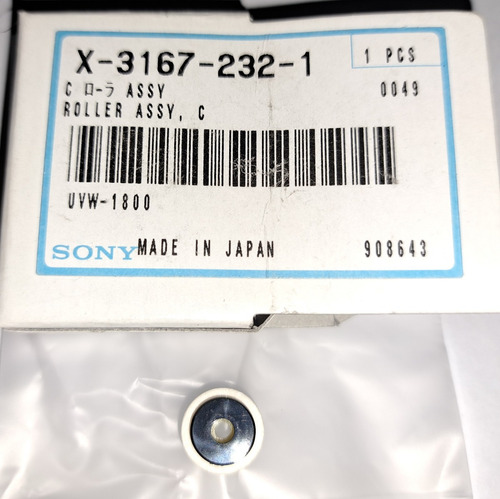 X-3167-232-1 1 PCS
C ローラ ASSY 0049
ROLLER ASSY, C
UVW-1800
SONY MADE IN JAPAN 908643